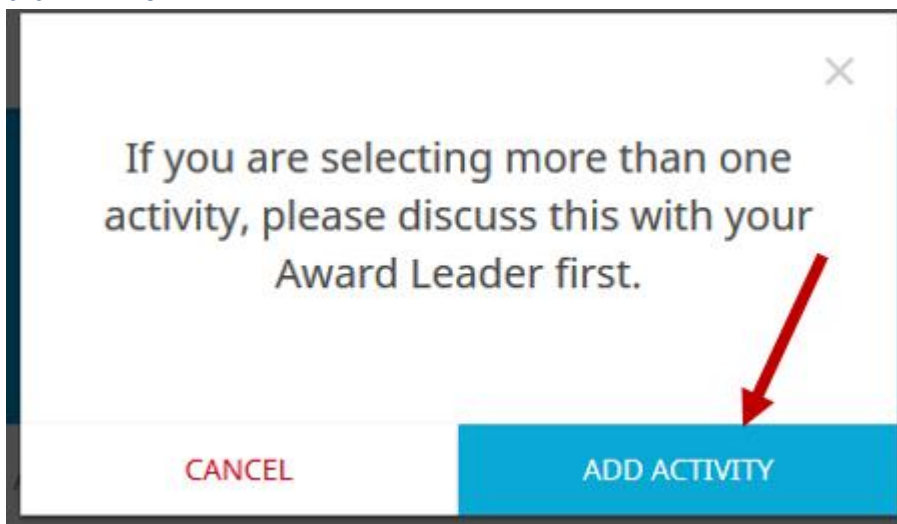 If you are selecting more than one
activity, please discuss this with your
Award Leader first.
CANCEL
ADD ACTIVITY